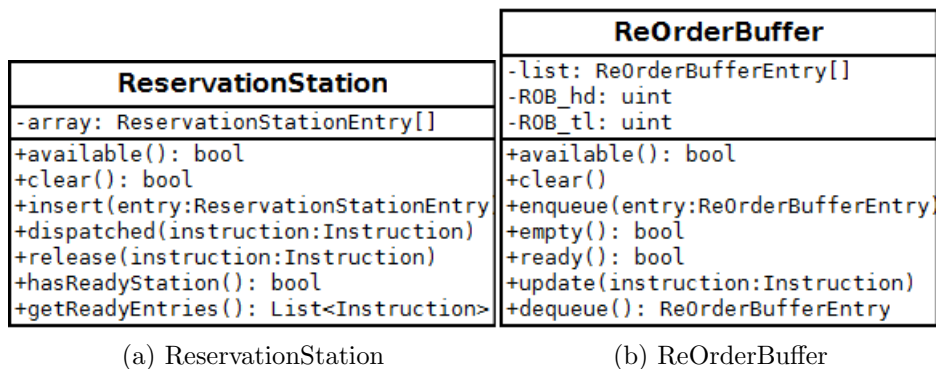 ReservationStation
-array: ReservationStationEntry[]
+available(): bool
+clear(): bool
+insert(entry:ReservationStationEntry)
+dispatched(instruction:Instruction)
+release(instruction:Instruction)
+hasReadyStation(): bool
+getReadyEntries(): List<Instruction>
(a) ReservationStation
ReOrderBuffer
-list: ReOrderBufferEntry[]
-ROB_hd: uint
-ROB_tl: uint
+available(): bool
+clear()
+enqueue(entry:ReOrderBufferEntry)
+empty(): bool
+ready(): bool
+update(instruction:Instruction)
+dequeue(): ReOrderBufferEntry
(b) ReOrderBuffer